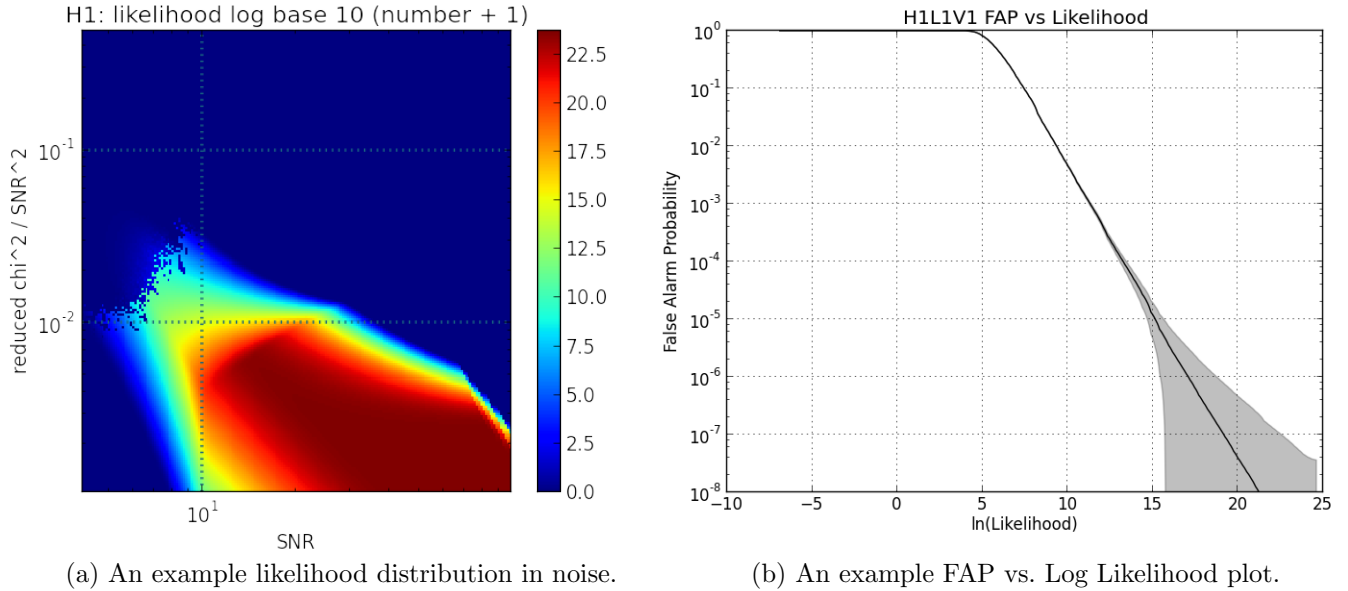 H1: likelihood log base 10 (number + 1)
reduced chi^2 / SNR^2
10^-1
10^-2
10^1
SNR
22.5
20.0
17.5
15.0
12.5
10.0
7.5
5.0
2.5
0.0
(a) An example likelihood distribution in noise.
H1L1V1 FAP vs Likelihood
False Alarm Probability
10^0
10^-1
10^-2
10^-3
10^-4
10^-5
10^-6
10^-7
10^-8
−10 −5 0 5 10 15 20 25
ln(Likelihood)
(b) An example FAP vs. Log Likelihood plot.